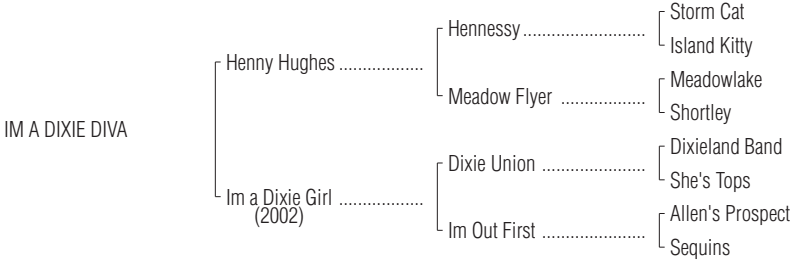 Storm Cat
Hennessy ..........................
Island Kitty
Henny Hughes ..................
Meadowlake
Meadow Flyer ..................
Shortley
IM A DIXIE DIVA
Dixieland Band
Dixie Union ......................
She's Tops
Im a Dixie Girl ..................
(2002)
Allen's Prospect
Im Out First ......................
Sequins